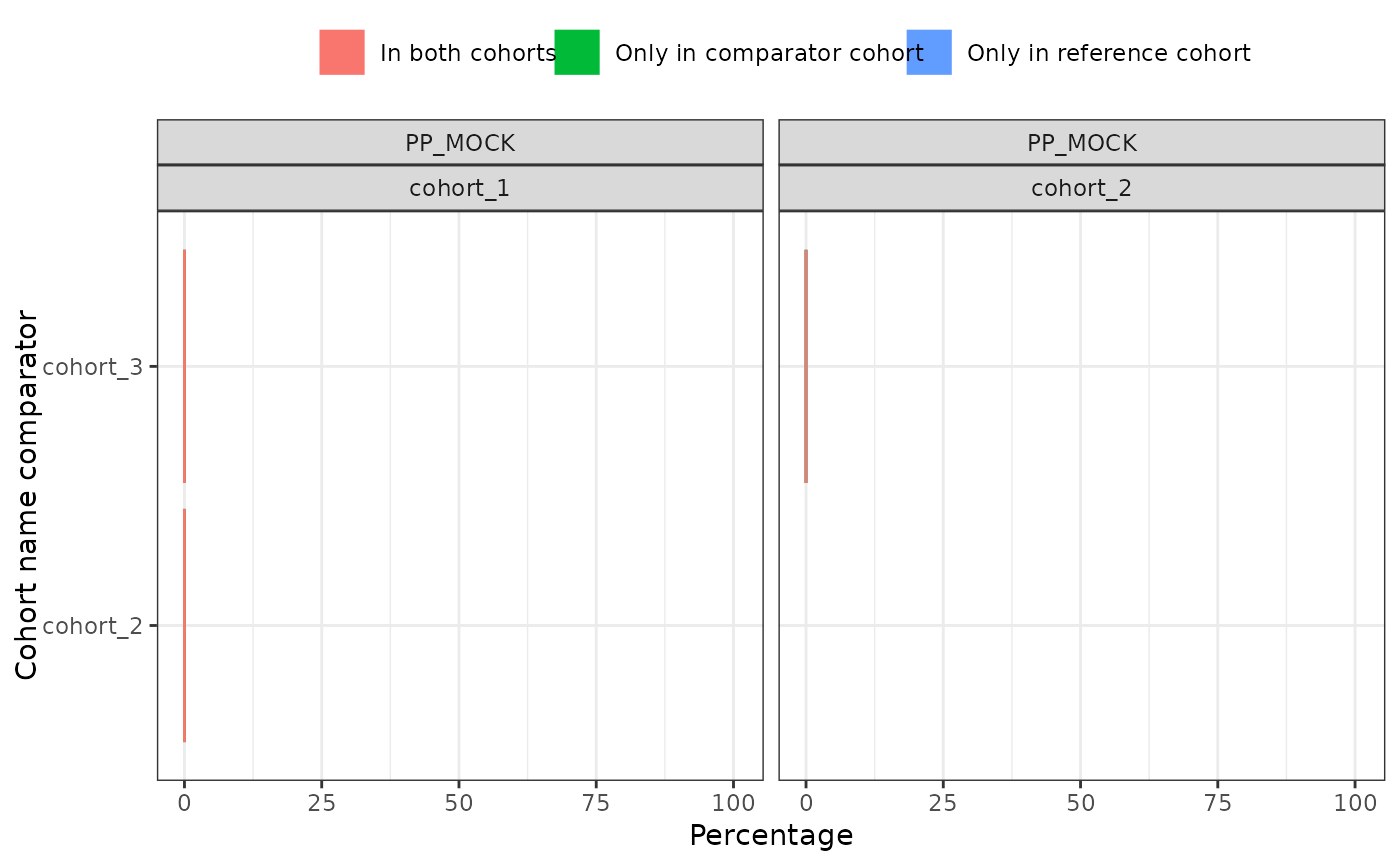 In both cohorts Only in comparator cohort Only in reference cohort
PP_MOCK PP_MOCK
cohort_1 cohort_2
Cohort name comparator
cohort_3
cohort_2
0 25 50 75 100 0 25 50 75 100
Percentage